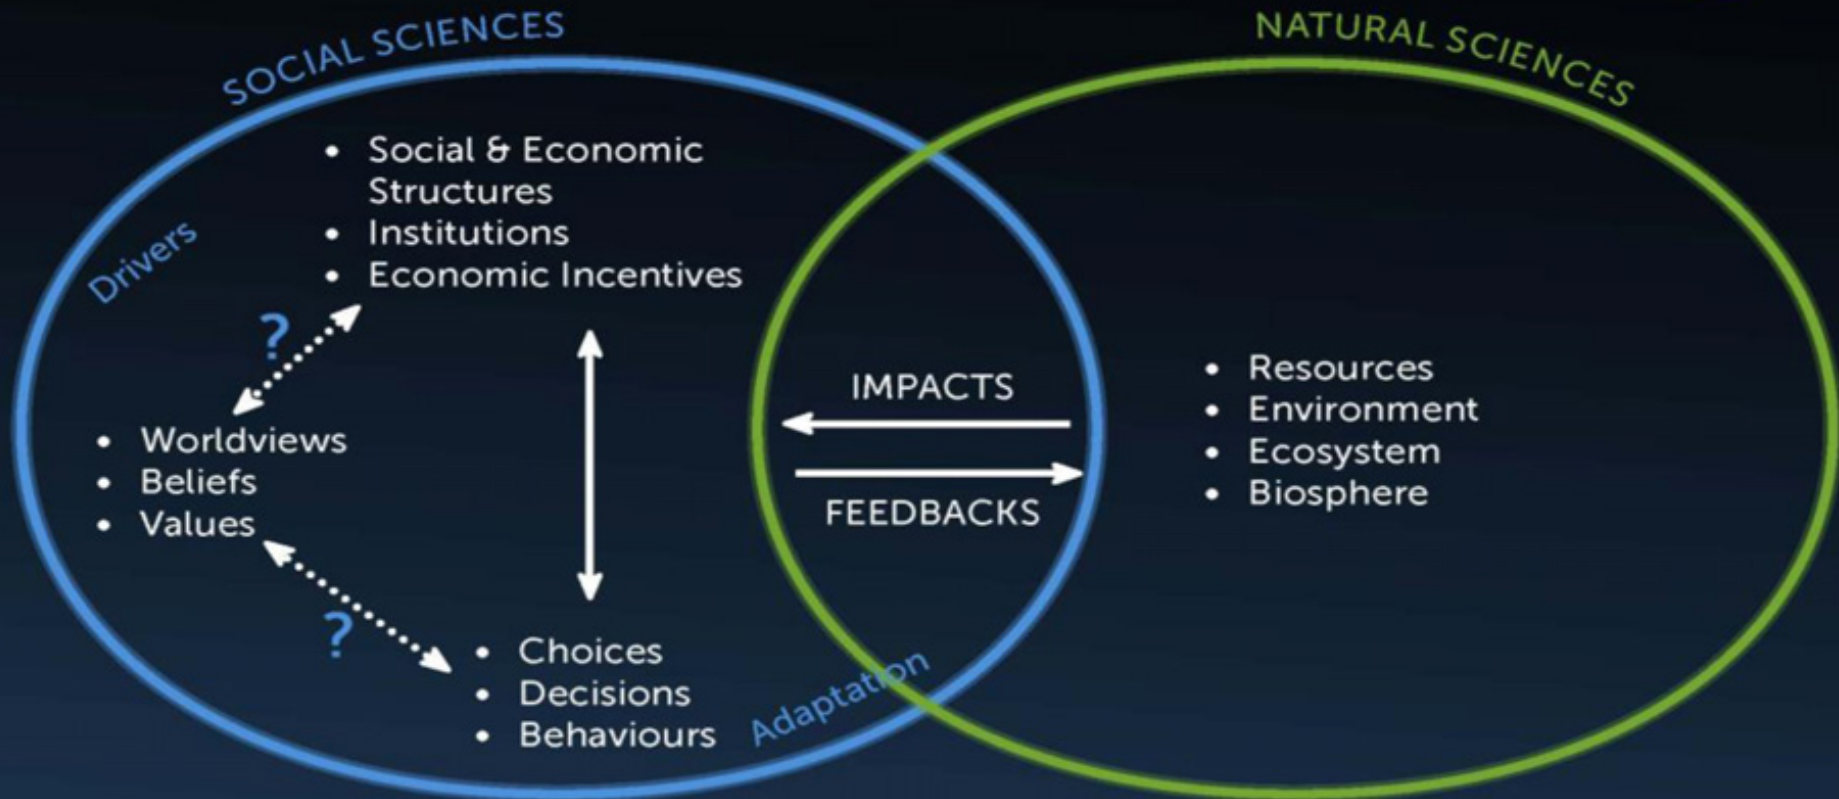 SOCIAL SCIENCES
NATURAL SCIENCES
Drivers
• Social & Economic
Structures
• Institutions
• Economic Incentives
?
• Worldviews
• Beliefs
• Values
?
• Choices
• Decisions
• Behaviours
Adaptation
IMPACTS
FEEDBACKS
• Resources
• Environment
• Ecosystem
• Biosphere